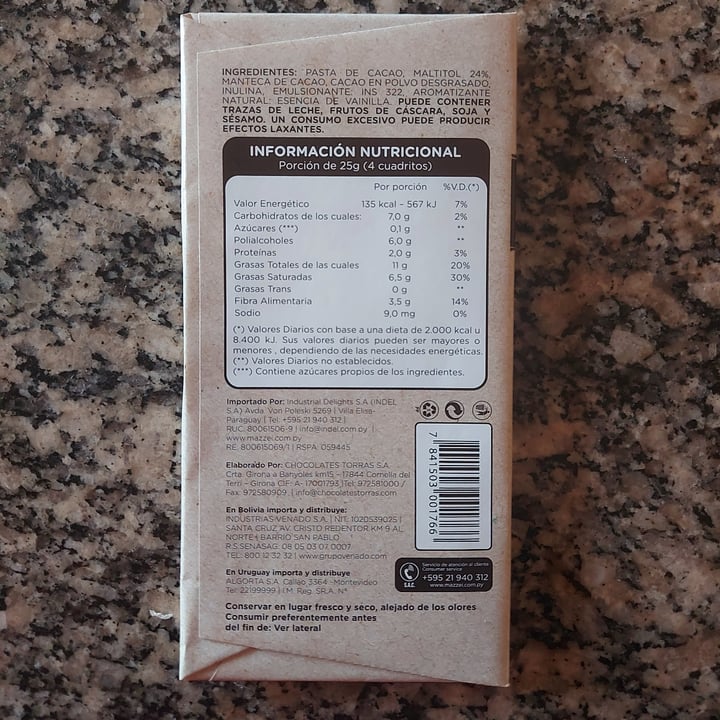 INGREDIENTES: PASTA DE CACAO, MALTITOL 24%,
MANTECA DE CACAO, CACAO EN POLVO DESGRASADO,
INULINA, EMULSIONANTE: INS 322, AROMATIZANTE
NATURAL: ESENCIA DE VAINILLA. PUEDE CONTENER
TRAZAS DE LECHE, FRUTOS DE CÁSCARA, SOJA Y
SÉSAMO. UN CONSUMO EXCESIVO PUEDE PRODUCIR
EFECTOS LAXANTES.
INFORMACIÓN NUTRICIONAL
Porción de 25g (4 cuadritos)
Por porción %V.D.(*)
Valor Energético 135 kcal - 567 kJ 7%
Carbohidratos de los cuales: 7,0 g 2%
Azúcares (***) 0,1 g **
Polialcoholes 6,0 g **
Proteínas 2,0 g 3%
Grasas Totales de las cuales 11 g 20%
Grasas Saturadas 6,5 g 30%
Grasas Trans 0 g **
Fibra Alimentaria 3,5 g 14%
Sodio 9,0 mg 0%
(*) Valores Diarios con base a una dieta de 2.000 kcal u
8.400 kJ. Sus valores diarios pueden ser mayores o
menores , dependiendo de las necesidades energéticas.
(**) Valores Diarios no establecidos.
(***) Contiene azúcares propios de los ingredientes.
Importado Por: Industrial Delights S.A (INDEL
S.A) Avda. Von Poleski 5269 | Villa Elisa-
Paraguay | Tel. +595 21 940 312 |
RUC: 80061506-9 | info@indel.com.py |
www.mazzei.com.py
RE: 800615069/1 | RSPA: 059445
Elaborado Por: CHOCOLATES TORRAS S.A.
Crta. Girona a Banyoles km15 - 17844 Cornella del
Terri - Girona CIF: A- 17001793 |Tel: 972581000 /
Fax: 972580909 | info@chocolatestorras.com
En Bolivia importa y distribuye:
INDUSTRIAS VENADO S.A. | NIT: 1020539025 |
SANTA CRUZ AV. CRISTO REDENTOR KM 9 AL
NORTE | BARRIO SAN PABLO
R.S.SENASAG: 08 05 03 07 0007
TEL: 800 12 32 32 | www.grupovenado.com
En Uruguay importa y distribuye
ALGORTA S.A. Callao 3364 -Montevideo
Tel: 22199999 | I.M. Reg. SR.A. N°
7 841503 001766
Servicio de atención al cliente
Consumer service
+595 21 940 312
www.mazzei.com.py
S.A.C.
Conservar en lugar fresco y seco, alejado de los olores
Consumir preferentemente antes
del fin de: Ver lateral